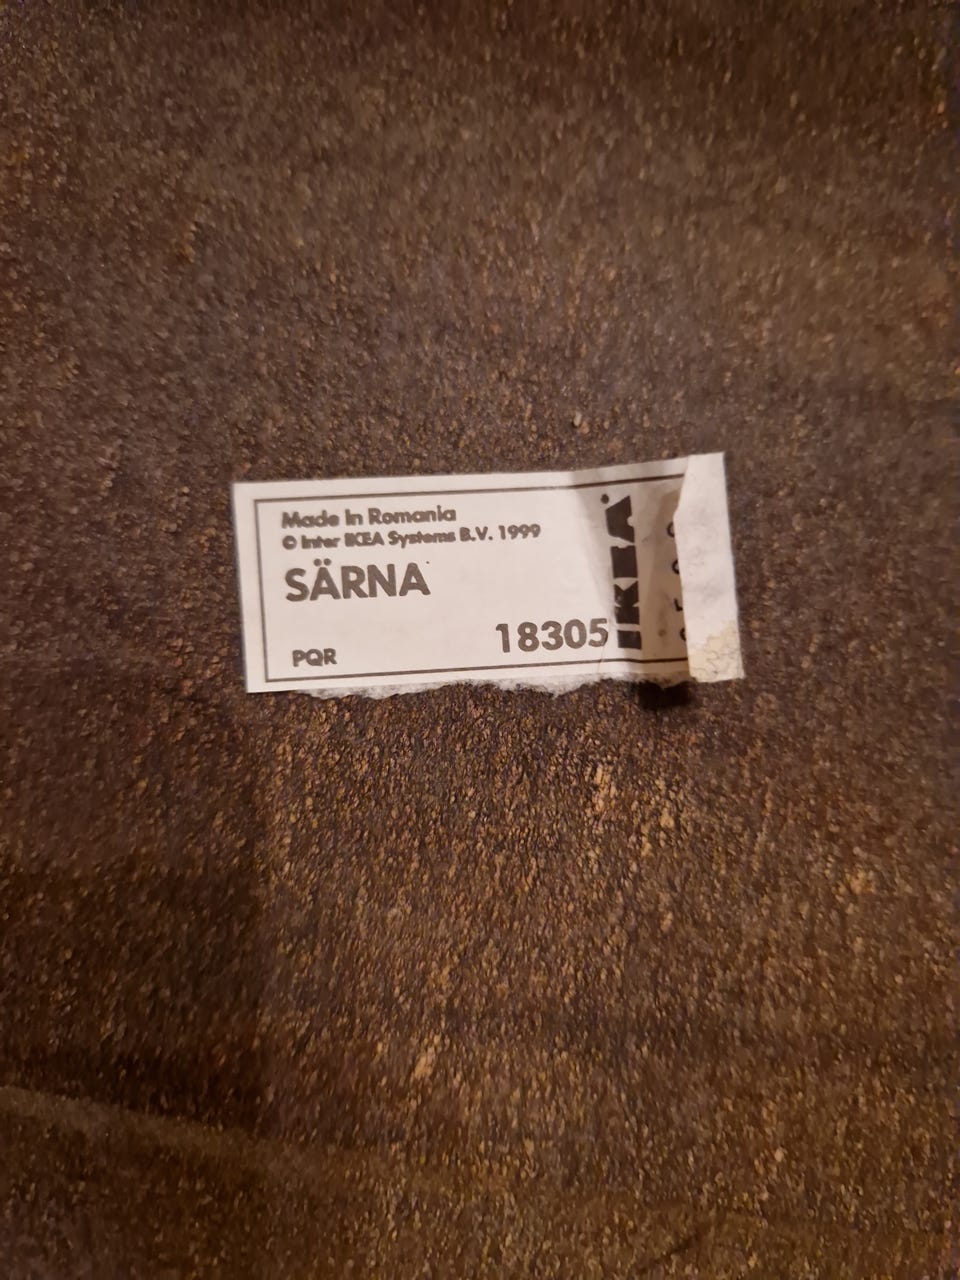 Made In Romania
© Inter IKEA Systems B.V. 1999
SÄRNA
18305
PQR
IKEA